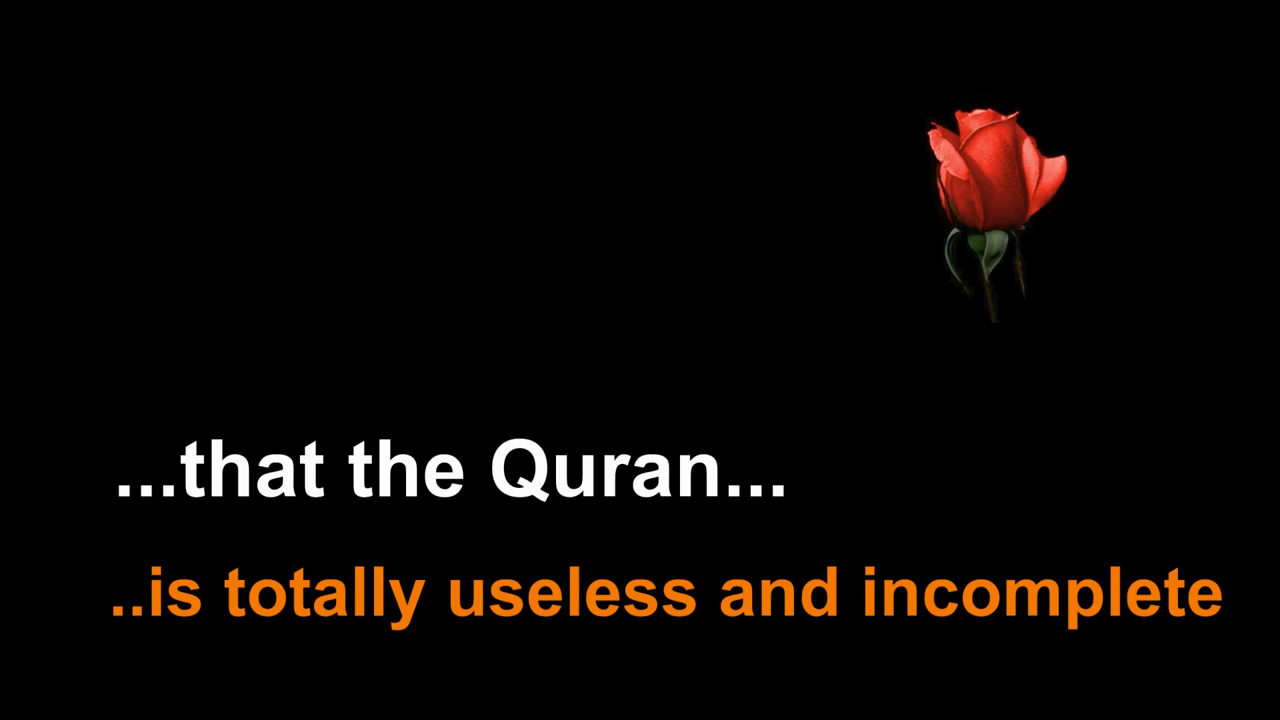 ...that the Quran...
..is totally useless and incomplete